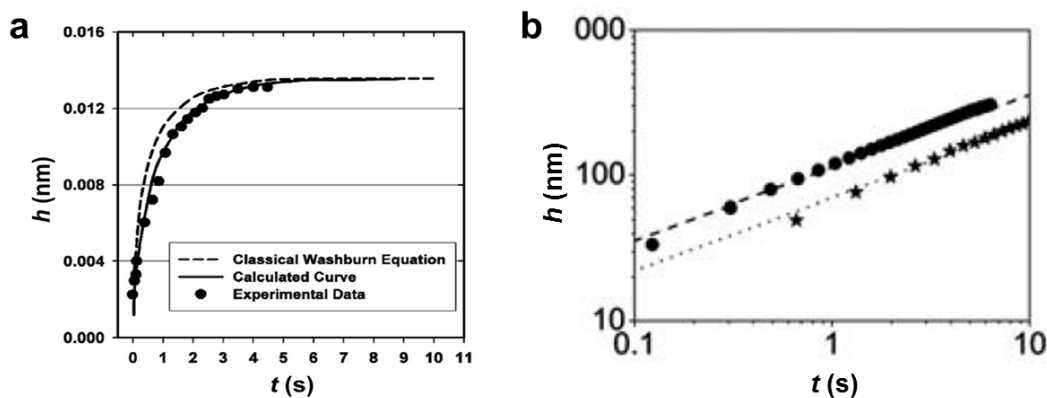 a
0.016
0.012
0.008
0.004
0.000
h (nm)
Classical Washburn Equation
Calculated Curve
Experimental Data
0 1 2 3 4 5 6 7 8 9 10 11
t (s)
b
000
100
10
h (nm)
0.1 1 10
t (s)